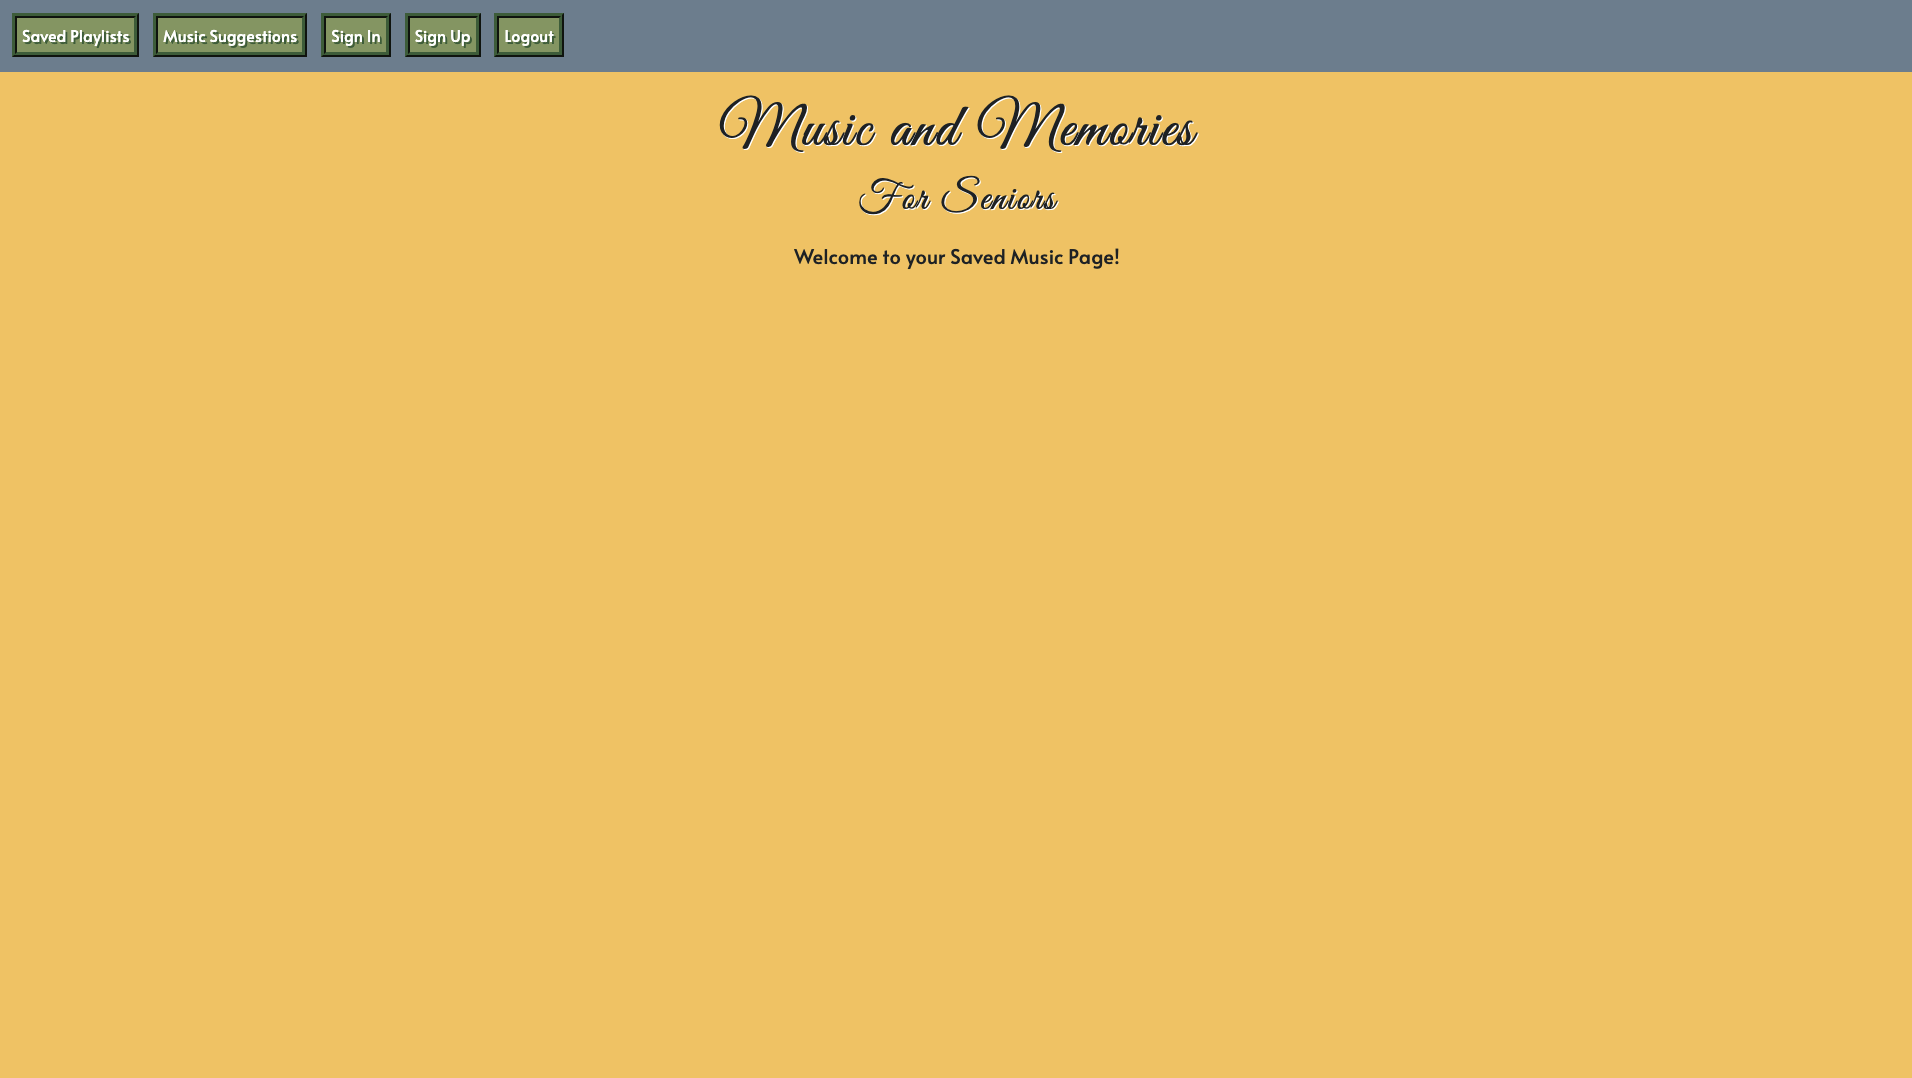 Saved Playlists Music Suggestions Sign In Sign Up Logout
Music and Memories
For Seniors
Welcome to your Saved Music Page!